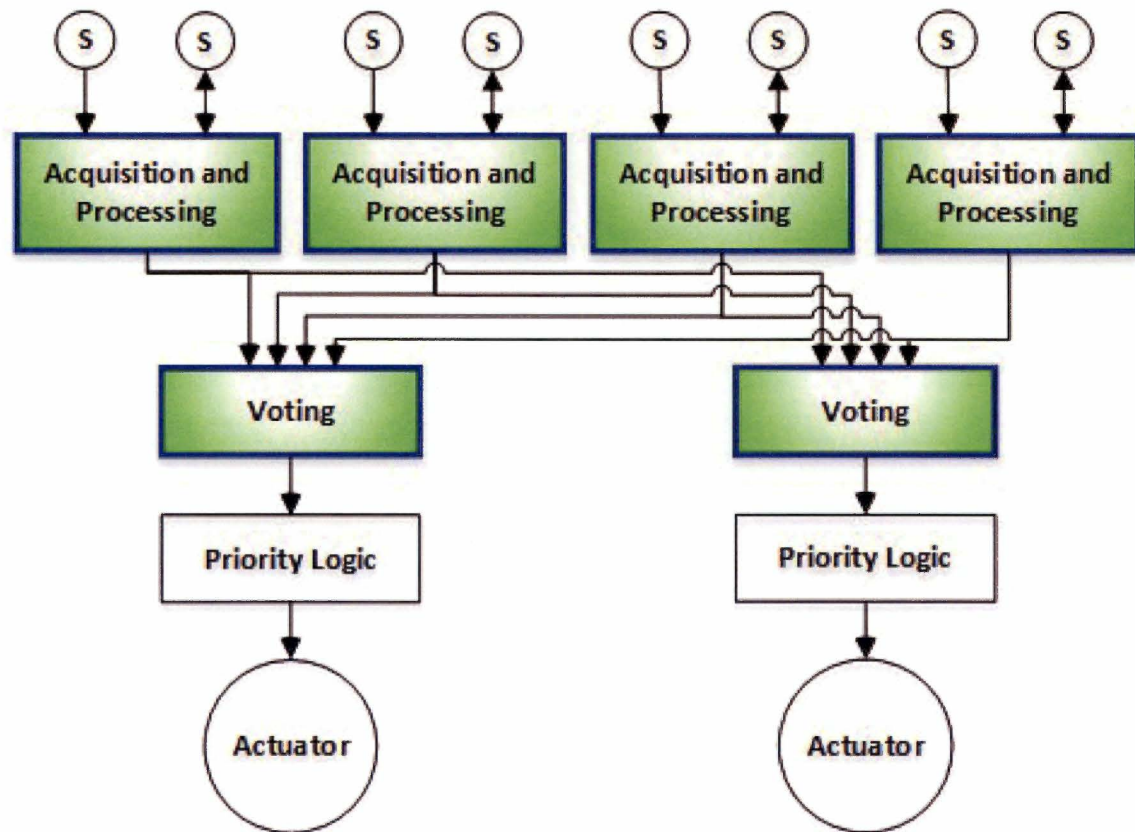 S S S S S S S S
Acquisition and Acquisition and Acquisition and Acquisition and
Processing Processing Processing Processing
Voting Voting
Priority Logic Priority Logic
Actuator Actuator